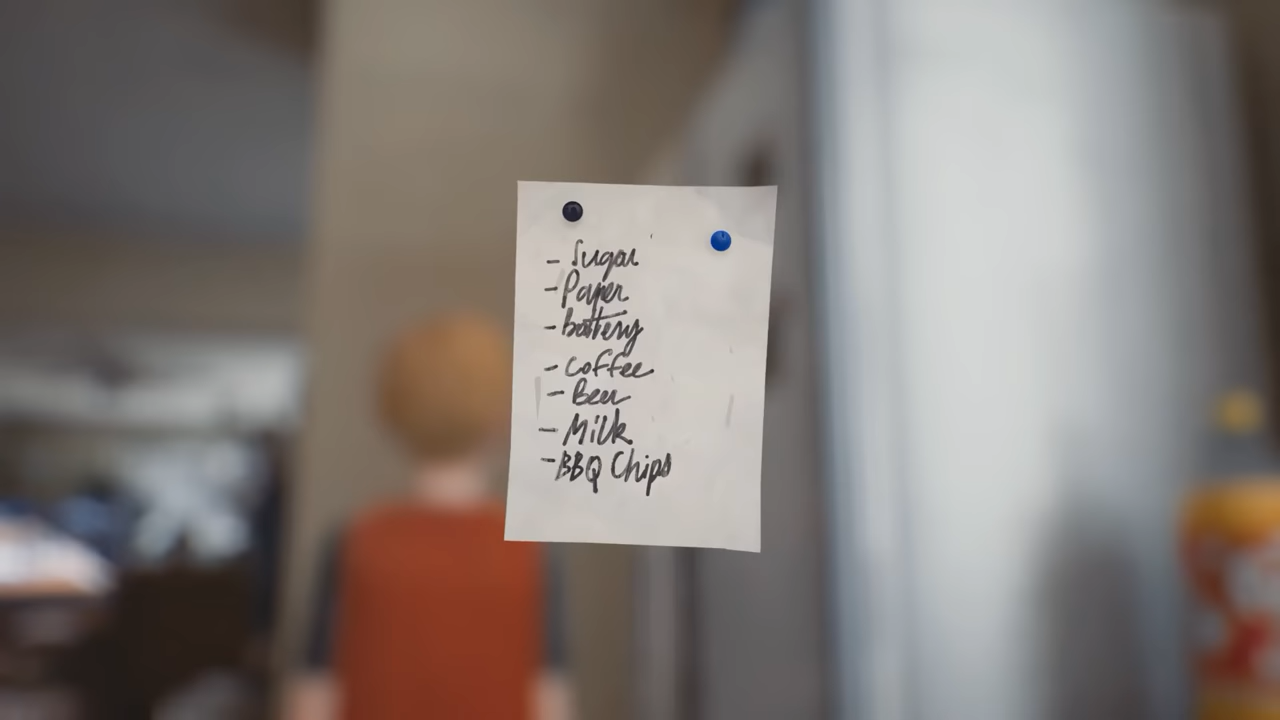 - Sugar
- Paper
- battery
- Coffee
- Beer
- Milk
- BBQ Chips